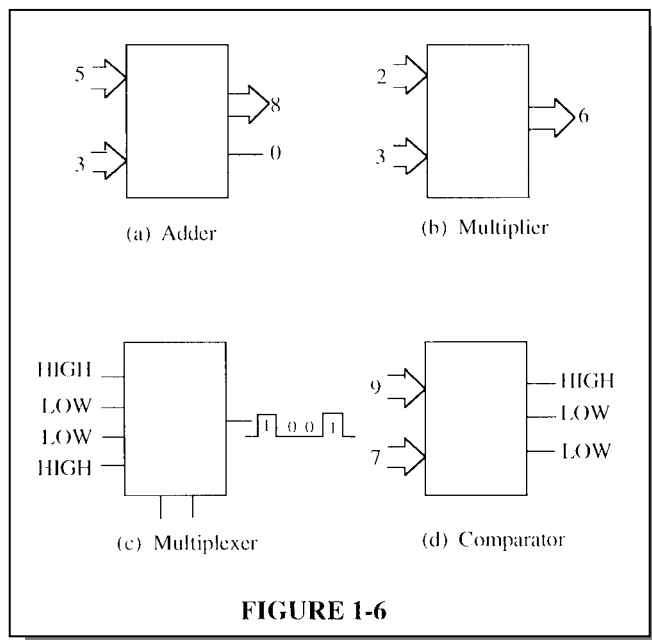 5
8
3
0
(a) Adder
2
6
3
(b) Multiplier
HIGH
LOW
LOW
HIGH
1 0 0 1
(c) Multiplexer
9
7
HIGH
LOW
LOW
(d) Comparator
FIGURE 1-6